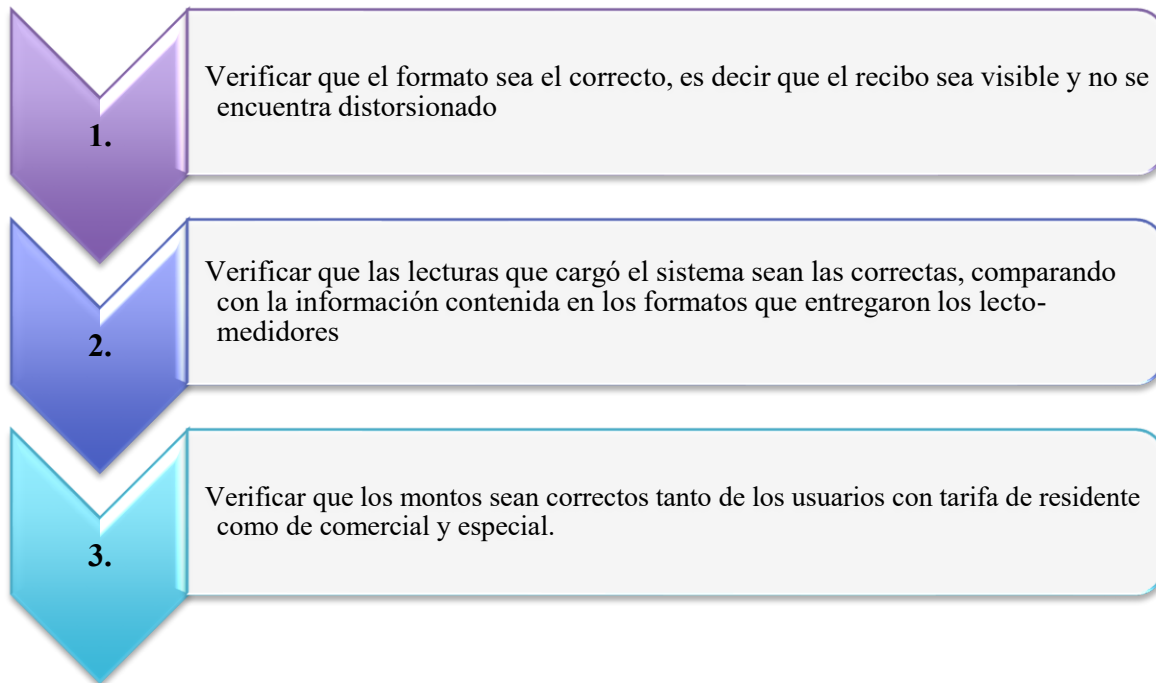 1.
Verificar que el formato sea el correcto, es decir que el recibo sea visible y no se
encuentra distorsionado
2.
Verificar que las lecturas que cargó el sistema sean las correctas, comparando
con la información contenida en los formatos que entregaron los lecto-
medidores
3.
Verificar que los montos sean correctos tanto de los usuarios con tarifa de residente
como de comercial y especial.